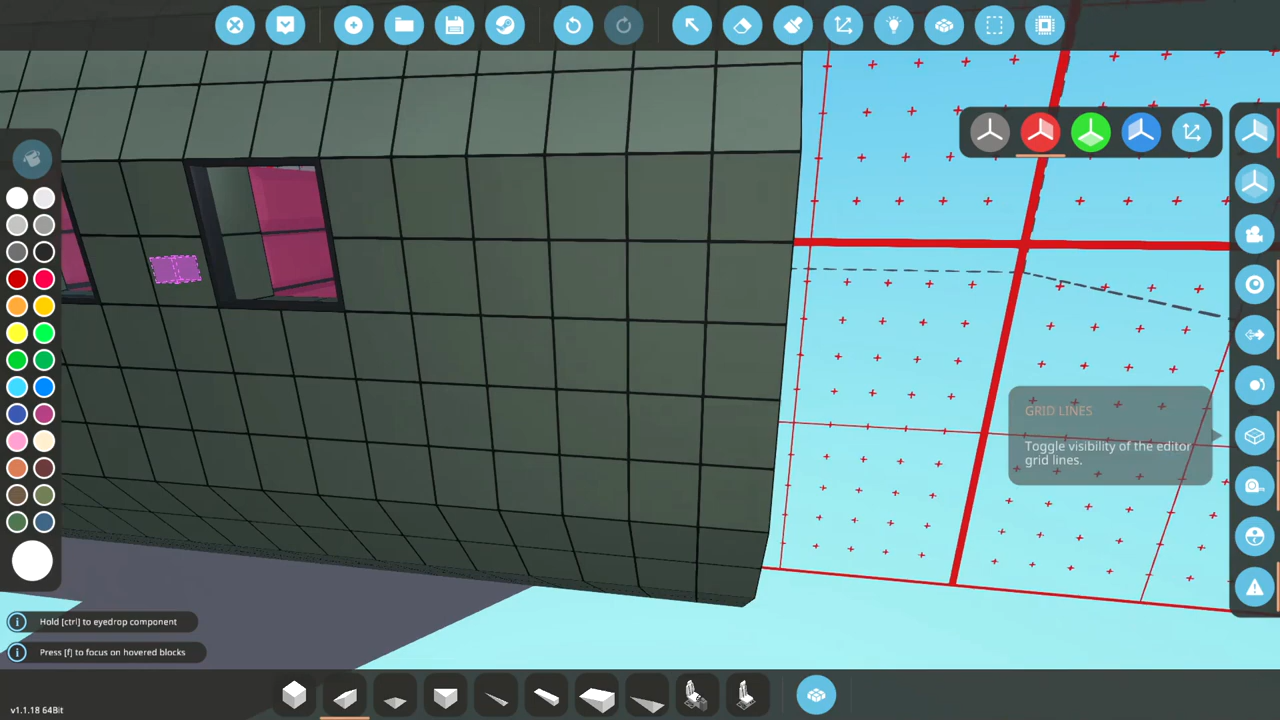 GRID LINES
Toggle visibility of the editor
grid lines.
Hold [ctrl] to eyedrop component
Press [f] to focus on hovered blocks
v1.1.18 64Bit